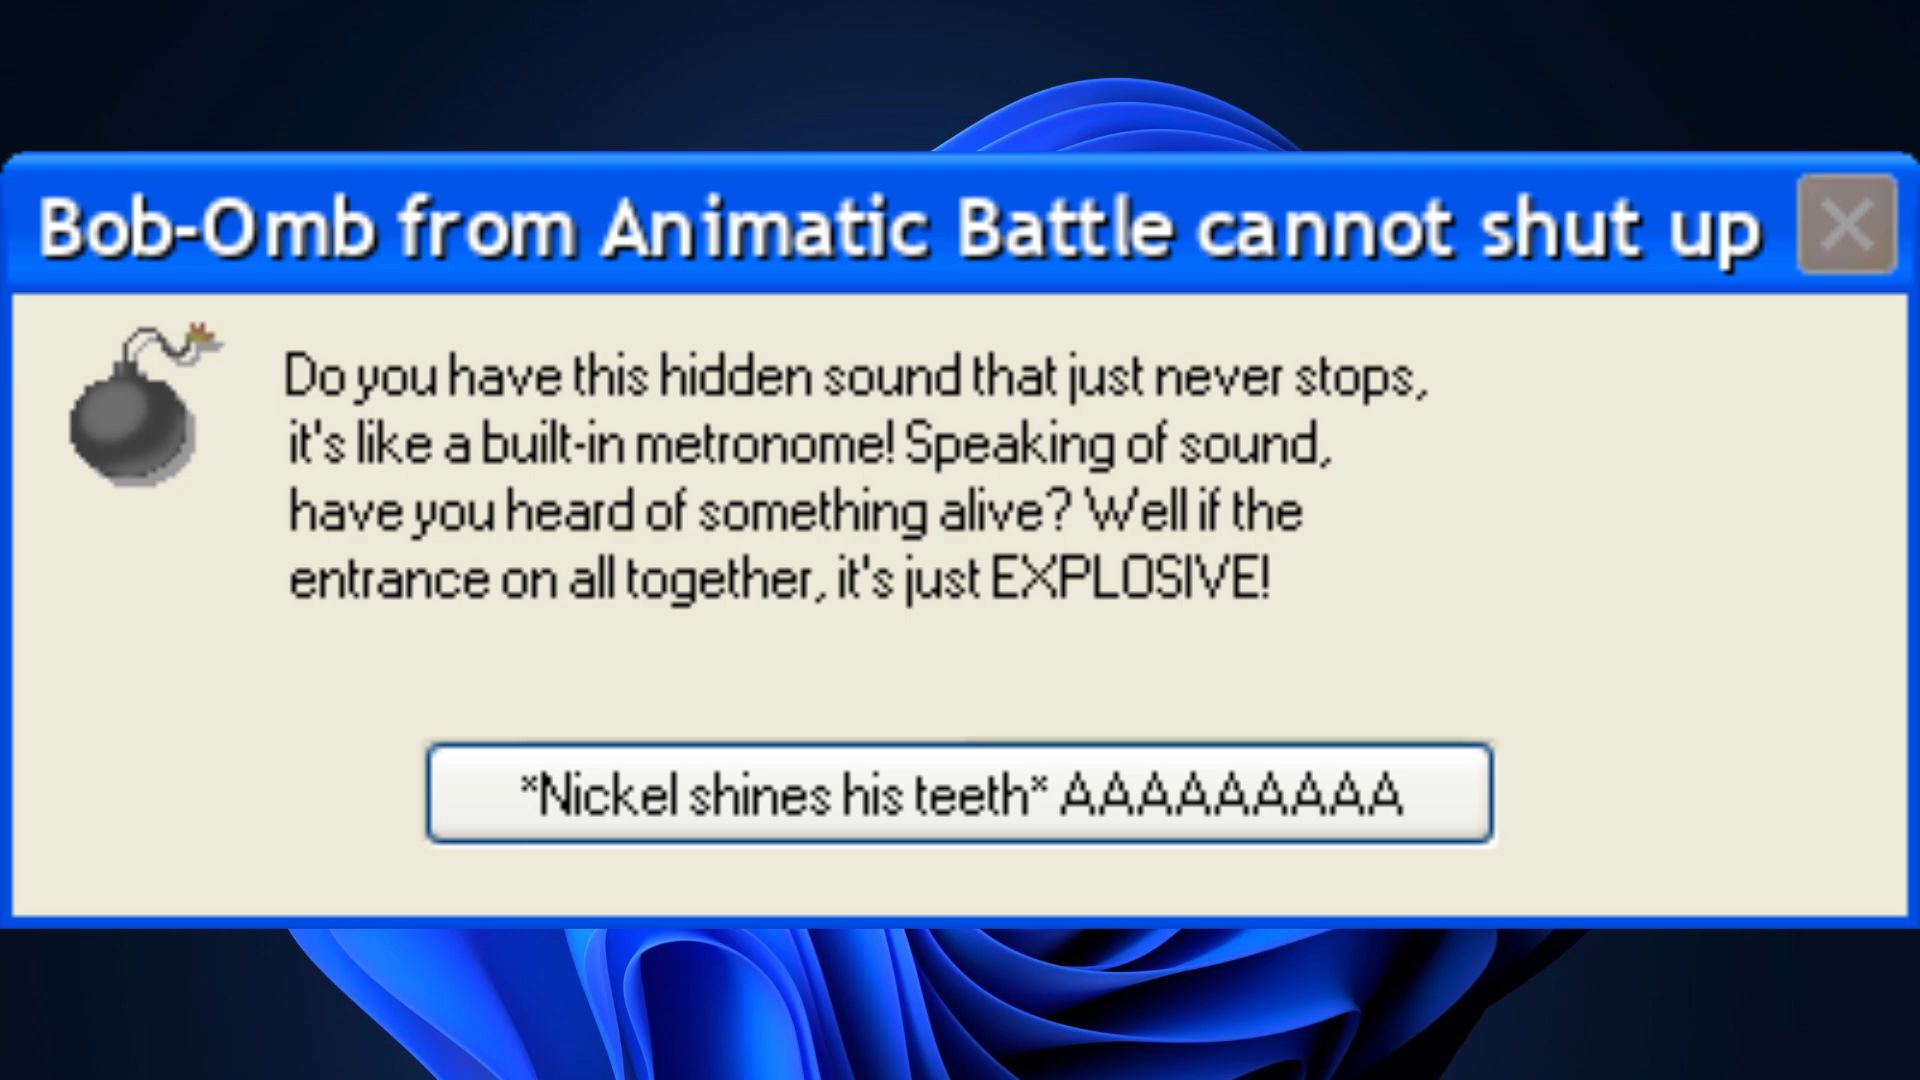 Bob-Omb from Animatic Battle cannot shut up
Do you have this hidden sound that just never stops,
it's like a built-in metronome! Speaking of sound,
have you heard of something alive? Well if the
entrance on all together, it's just EXPLOSIVE!
*Nickel shines his teeth* AAAAAAAAA